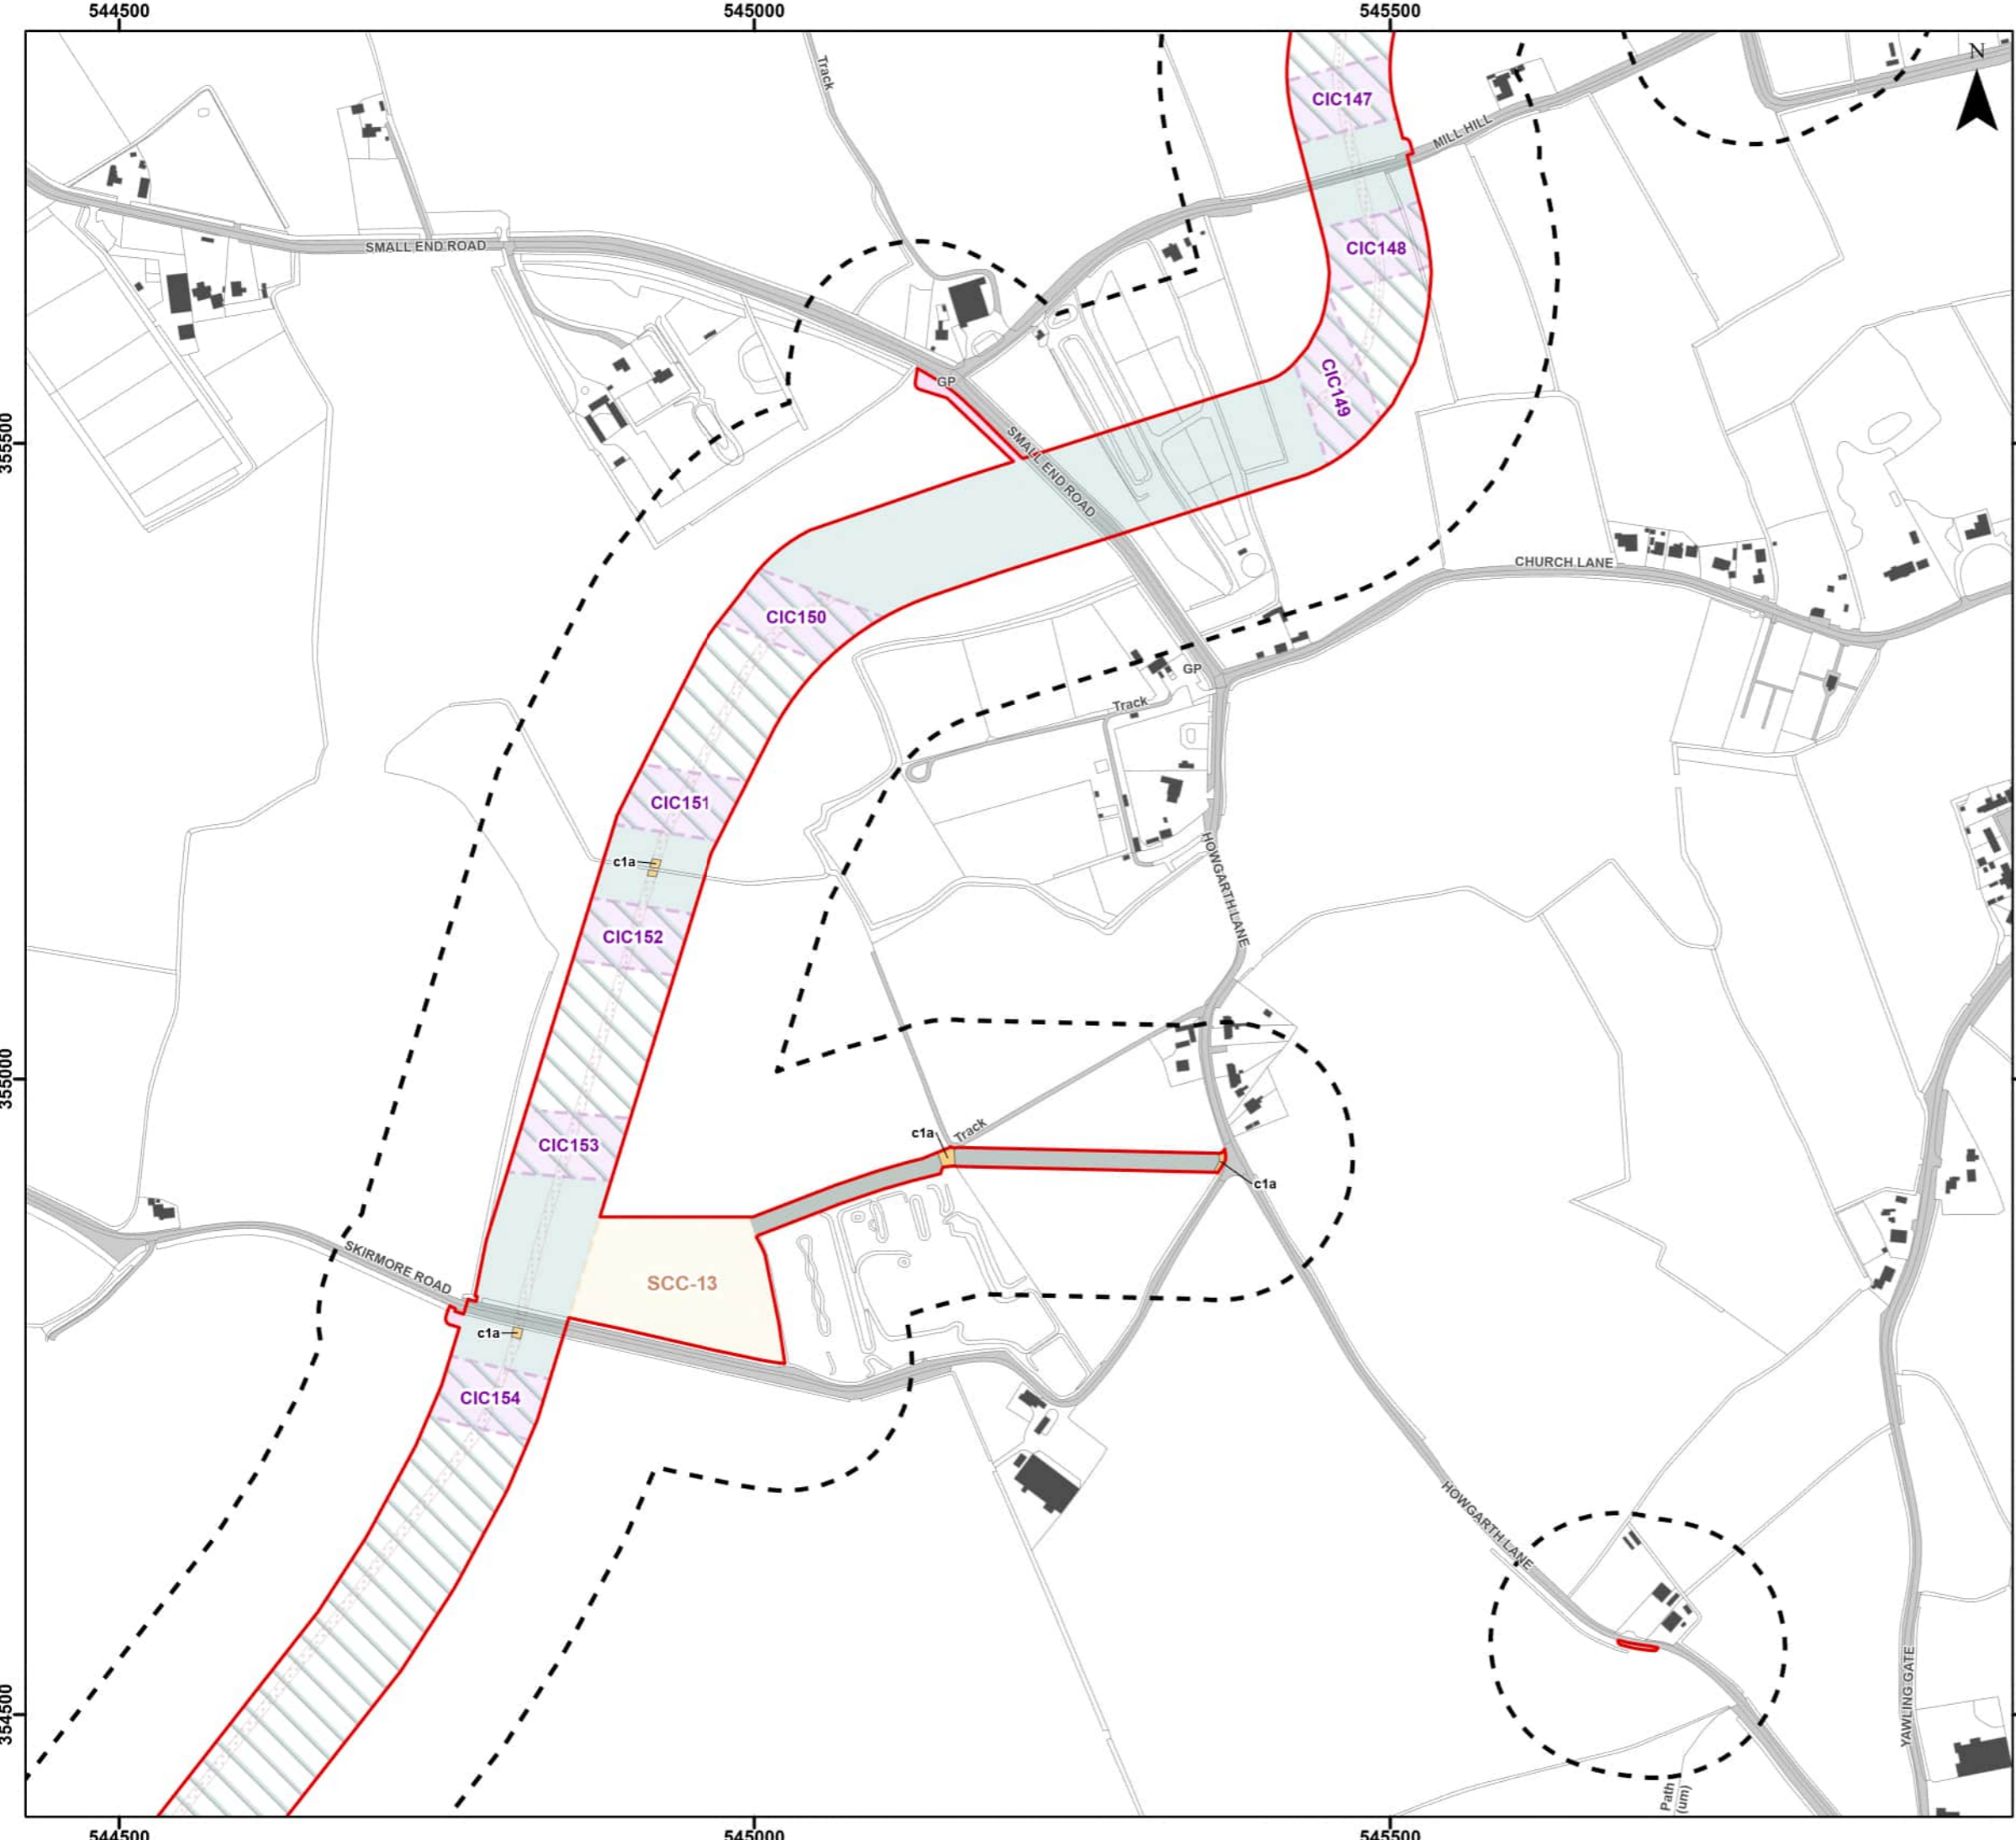 544500
545000
545500
N
Track
CIC147
MILL HILL
CIC148
SMALL END ROAD
GP
CIC149
355500
SMALL END ROAD
CHURCH LANE
CIC150
GP
Track
CIC151
HOWGARTH LANE
c1a
CIC152
355000
Track
c1a
CIC153
c1a
SKIRMORE ROAD
SCC-13
c1a
CIC154
HOWGARTH LANE
YAWLING GATE
354500
Path
(um)
544500
545000
545500